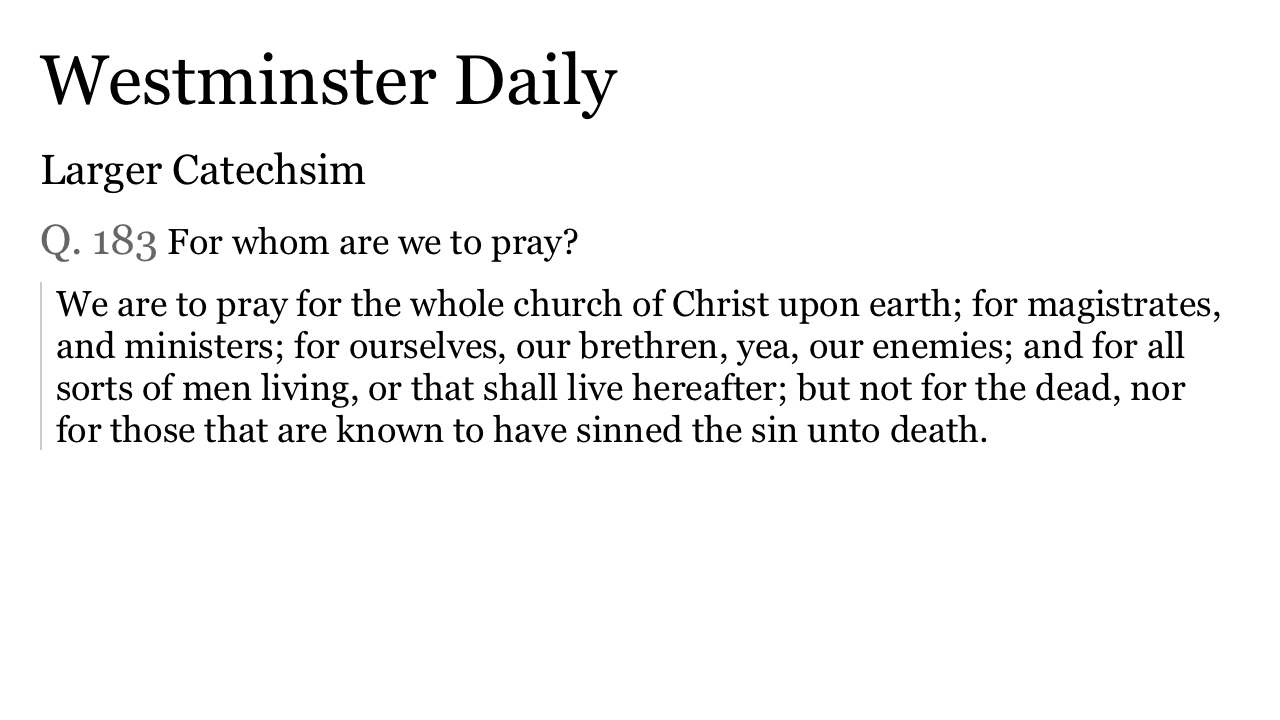 Westminster Daily
Larger Catechsim
Q. 183 For whom are we to pray?
We are to pray for the whole church of Christ upon earth; for magistrates,
and ministers; for ourselves, our brethren, yea, our enemies; and for all
sorts of men living, or that shall live hereafter; but not for the dead, nor
for those that are known to have sinned the sin unto death.